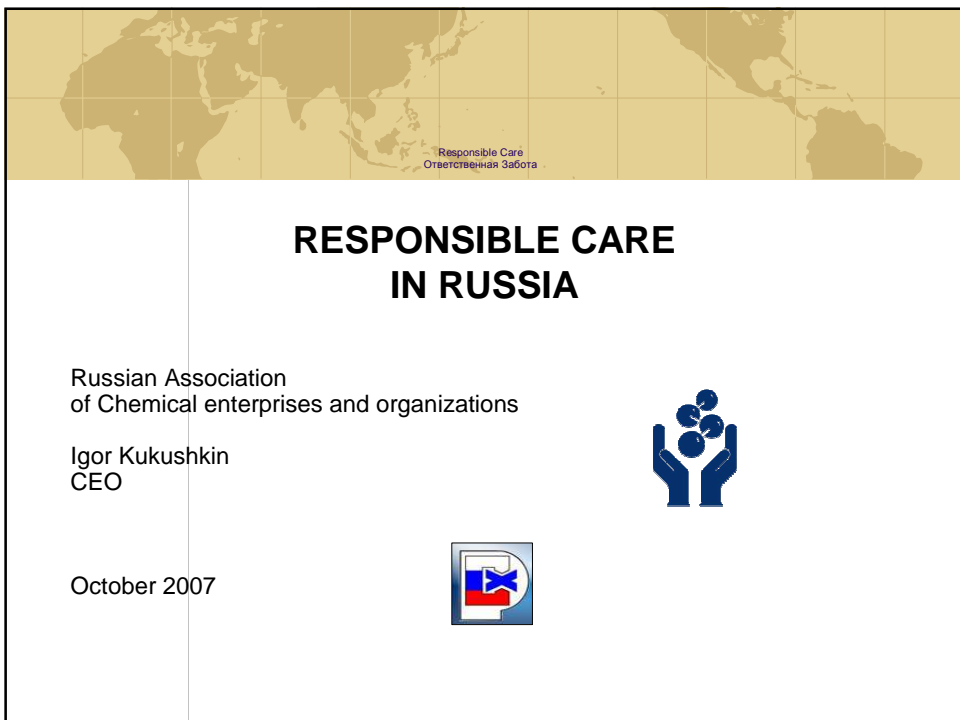 Responsible Care
Ответственная Забота
RESPONSIBLE CARE
IN RUSSIA
Russian Association
of Chemical enterprises and organizations
Igor Kukushkin
CEO
October 2007